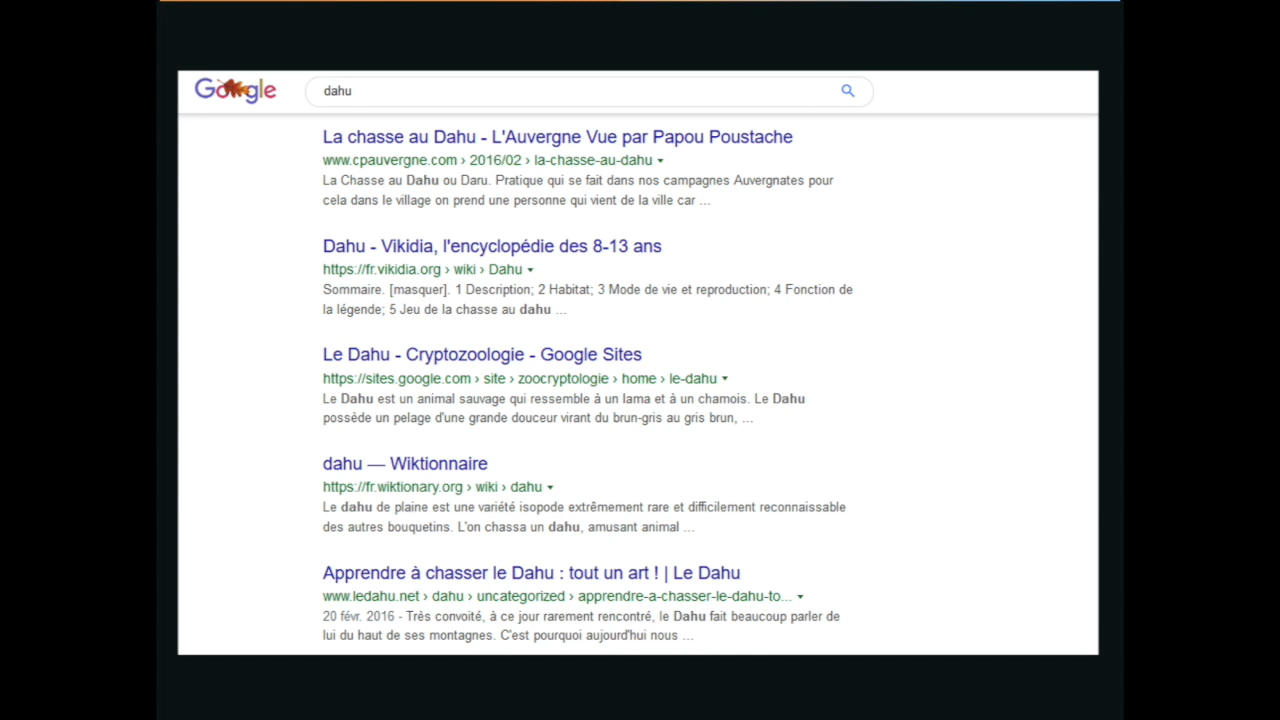 Google
dahu
La chasse au Dahu - L'Auvergne Vue par Papou Poustache
www.cpauvergne.com › 2016/02 › la-chasse-au-dahu
La Chasse au Dahu ou Daru. Pratique qui se fait dans nos campagnes Auvergnates pour
cela dans le village on prend une personne qui vient de la ville car ...
Dahu - Vikidia, l'encyclopédie des 8-13 ans
https://fr.vikidia.org › wiki › Dahu
Sommaire. [masquer]. 1 Description; 2 Habitat; 3 Mode de vie et reproduction; 4 Fonction de
la légende; 5 Jeu de la chasse au dahu ...
Le Dahu - Cryptozoologie - Google Sites
https://sites.google.com › site › zoocryptologie › home › le-dahu
Le Dahu est un animal sauvage qui ressemble à un lama et à un chamois. Le Dahu
possède un pelage d'une grande douceur virant du brun-gris au gris brun, ...
dahu — Wiktionnaire
https://fr.wiktionary.org › wiki › dahu
Le dahu de plaine est une variété isopode extrêmement rare et difficilement reconnaissable
des autres bouquetins. L'on chassa un dahu, amusant animal ...
Apprendre à chasser le Dahu : tout un art ! | Le Dahu
www.ledahu.net › dahu › uncategorized › apprendre-a-chasser-le-dahu-to...
20 févr. 2016 - Très convoité, à ce jour rarement rencontré, le Dahu fait beaucoup parler de
lui du haut de ses montagnes. C'est pourquoi aujourd'hui nous ...